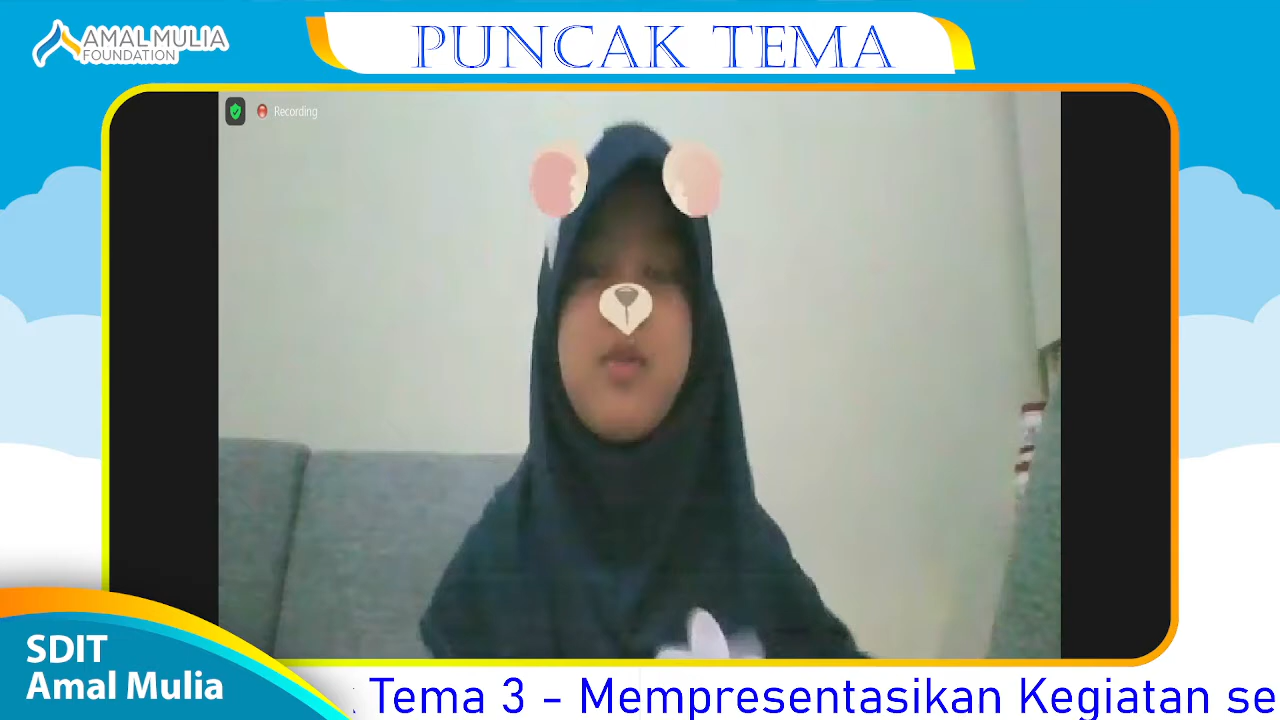 AMAL MULIA
FOUNDATION
PUNCAK TEMA
Recording
SDIT
Amal Mulia
Tema 3 - Mempresentasikan Kegiatan se